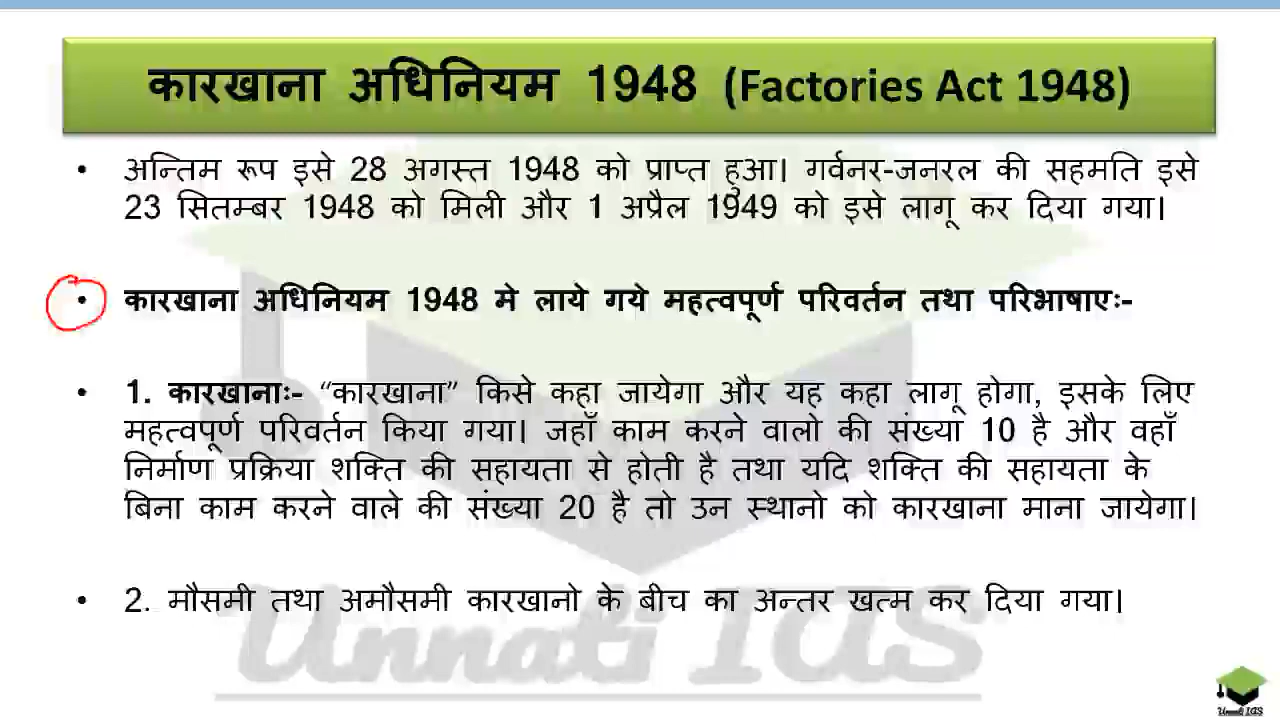 कारखाना अधिनियम 1948 (Factories Act 1948)
• अन्तिम रूप इसे 28 अगस्त 1948 को प्राप्त हुआ। गर्वनर-जनरल की सहमति इसे
23 सितम्बर 1948 को मिली और 1 अप्रैल 1949 को इसे लागू कर दिया गया।
• कारखाना अधिनियम 1948 मे लाये गये महत्वपूर्ण परिवर्तन तथा परिभाषाएः-
• 1. कारखानाः- “कारखाना” किसे कहा जायेगा और यह कहा लागू होगा, इसके लिए
महत्वपूर्ण परिवर्तन किया गया। जहाँ काम करने वालो की संख्या 10 है और वहाँ
निर्माण प्रक्रिया शक्ति की सहायता से होती है तथा यदि शक्ति की सहायता के
बिना काम करने वाले की संख्या 20 है तो उन स्थानो को कारखाना माना जायेगा।
• 2. मौसमी तथा अमौसमी कारखानो के बीच का अन्तर खत्म कर दिया गया।
Unnati IAS
Unnati IAS